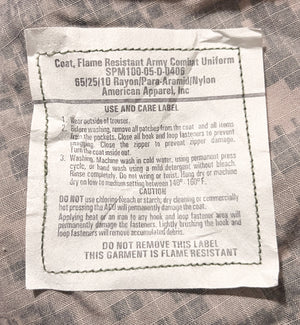 Coat, Flame Resistant Army Combat Uniform
SPM100-05-D-0406
65/25/10 Rayon/Para-Aramid/Nylon
American Apparel, Inc
USE AND CARE LABEL
1. Wear outside of trouser.
2. Before washing, remove all patches from the coat and all items
from the pockets. Close all hook and loop fasteners to prevent
snagging. Close the zipper to prevent zipper damage.
Turn the coat inside out.
3. Washing. Machine wash in cold water, using permanent press
cycle, or hand wash using a mild detergent without bleach.
Rinse completely. Do not wring or twist. Hang dry or machine
dry on low to medium setting between 140°-160°F.
CAUTION
DO NOT use chlorine bleach or starch; dry cleaning or commercially
hot pressing the ACU will permanently damage the coat.
Applying heat or an iron to any hook and loop fastener area will
permanently damage the fasteners. Lightly brushing the hook and
loop fasteners will remove accumulated debris.
DO NOT REMOVE THIS LABEL
THIS GARMENT IS FLAME RESISTANT